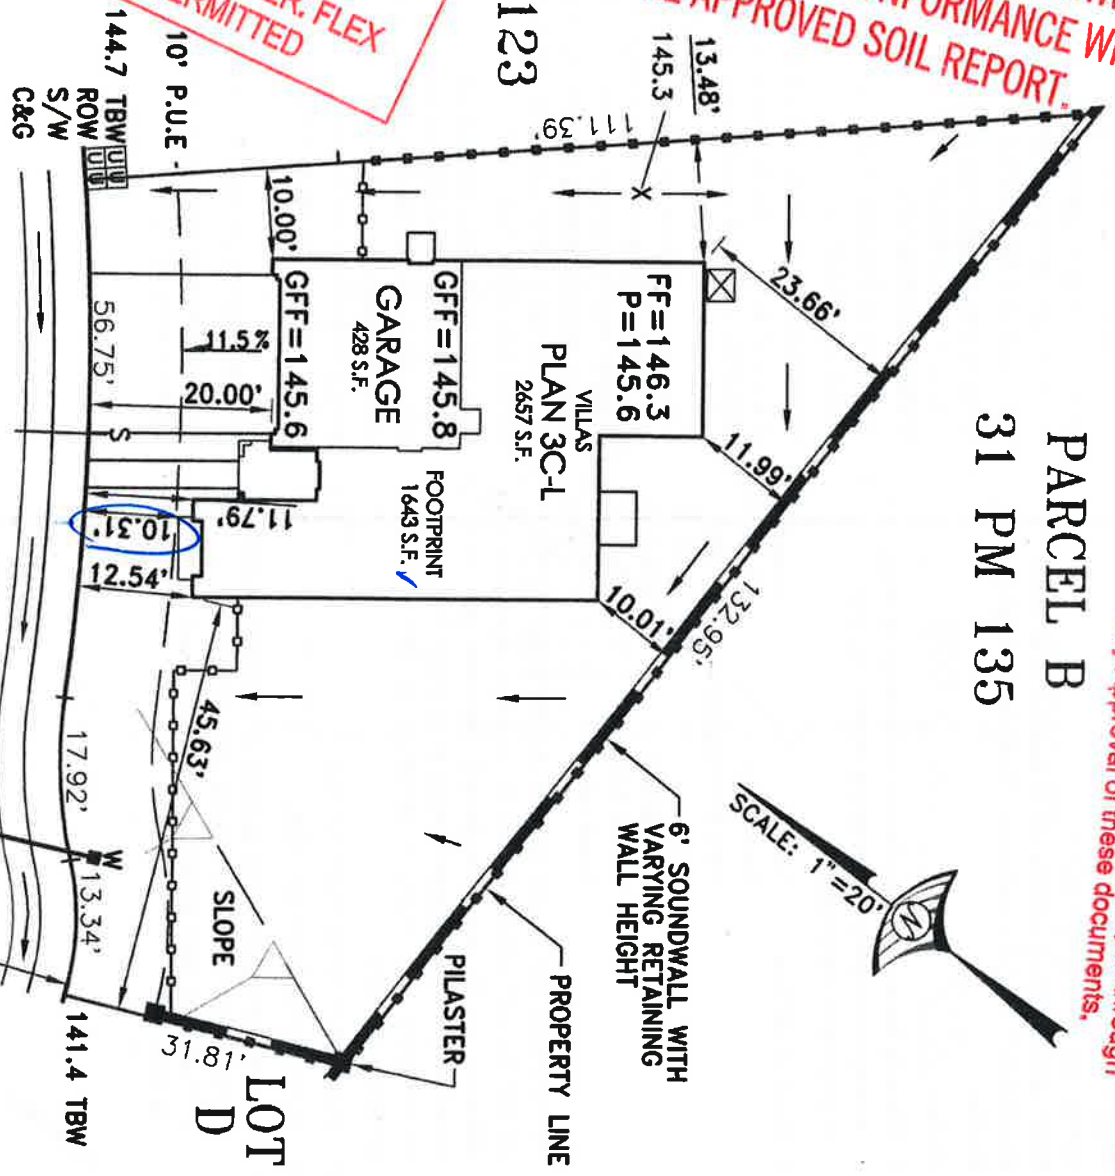 ER. FLEX
ERMITTED
NFORMANCE WI
E APPROVED SOIL REPORT.
approval of these documents.
123
PARCEL B
31 PM 135
LOT
D
144.7 TBW
ROW
S/W
C&G
U U
U U
10' P.U.E
13.48'
145.3
111.39'
X
10.00'
23.66'
11.99'
10.01'
132.95'
FF=146.3
P=145.6
VILLAS
PLAN 3C-L
2657 S.F.
GFF=145.8
GARAGE
428 S.F.
GFF=145.6
FOOTPRINT
1643 S.F.
11.5%
20.00'
56.75'
S
11.79'
10.31'
12.54'
45.63'
17.92'
W
13.34'
SLOPE
31.81'
141.4 TBW
PILASTER
PROPERTY LINE
6' SOUNDWALL WITH
VARYING RETAINING
WALL HEIGHT
SCALE: 1"=20'
N